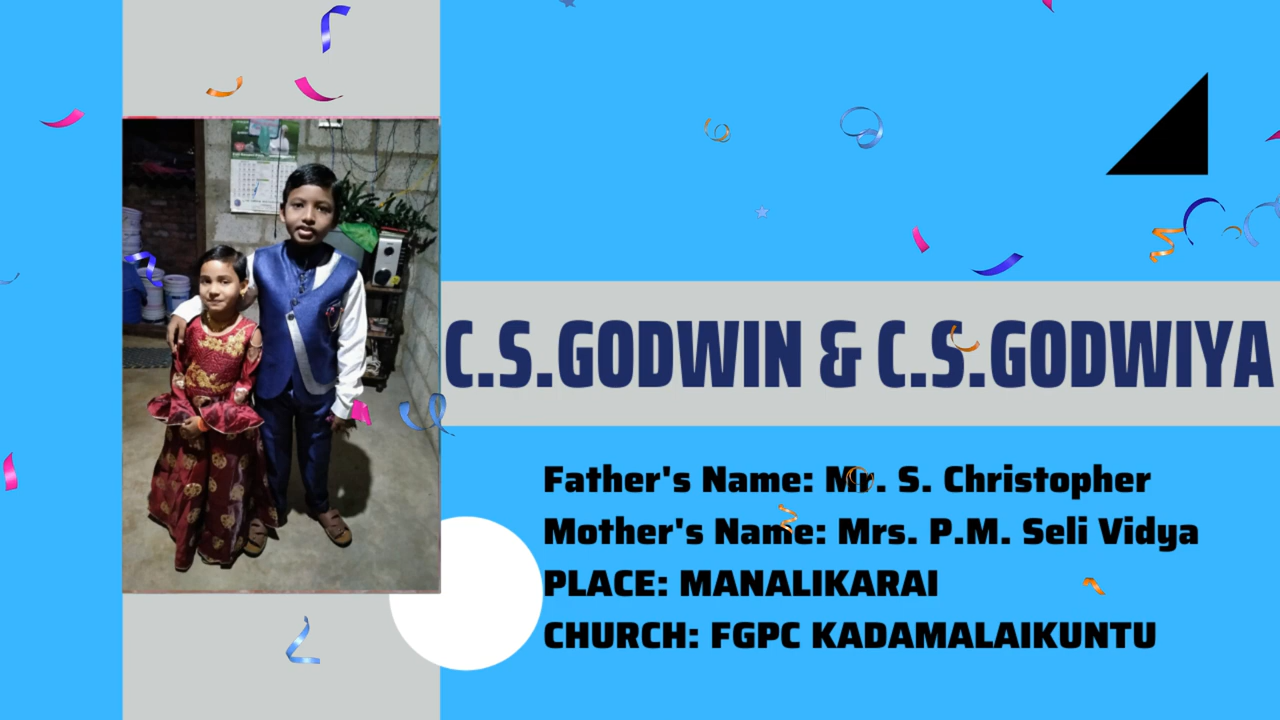 C.S.GODWIN & C.S.GODWIYA
Father's Name: Mr. S. Christopher
Mother's Name: Mrs. P.M. Seli Vidya
PLACE: MANALIKARAI
CHURCH: FGPC KADAMALAIKUNTU